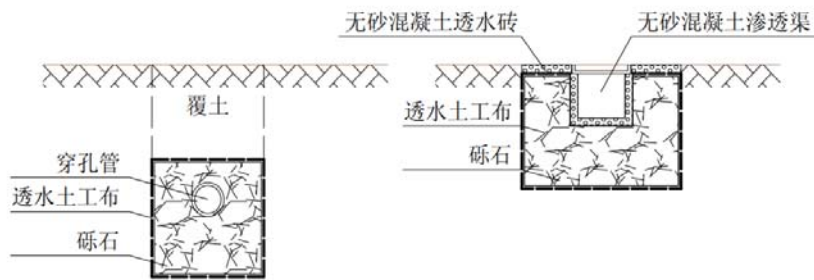 无砂混凝土透水砖
无砂混凝土渗透渠
覆土
透水土工布
砾石
穿孔管
透水土工布
砾石